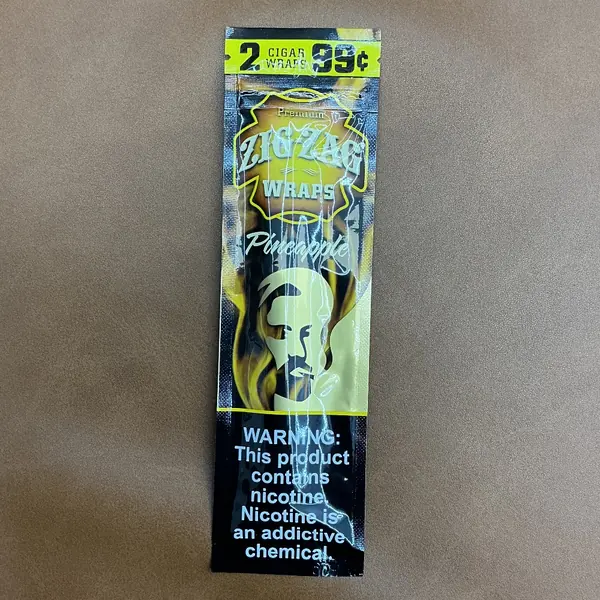 2 CIGAR WRAPS 99¢
Premium
ZIG-ZAG
WRAPS
Pineapple
WARNING:
This product
contains
nicotine.
Nicotine is
an addictive
chemical.